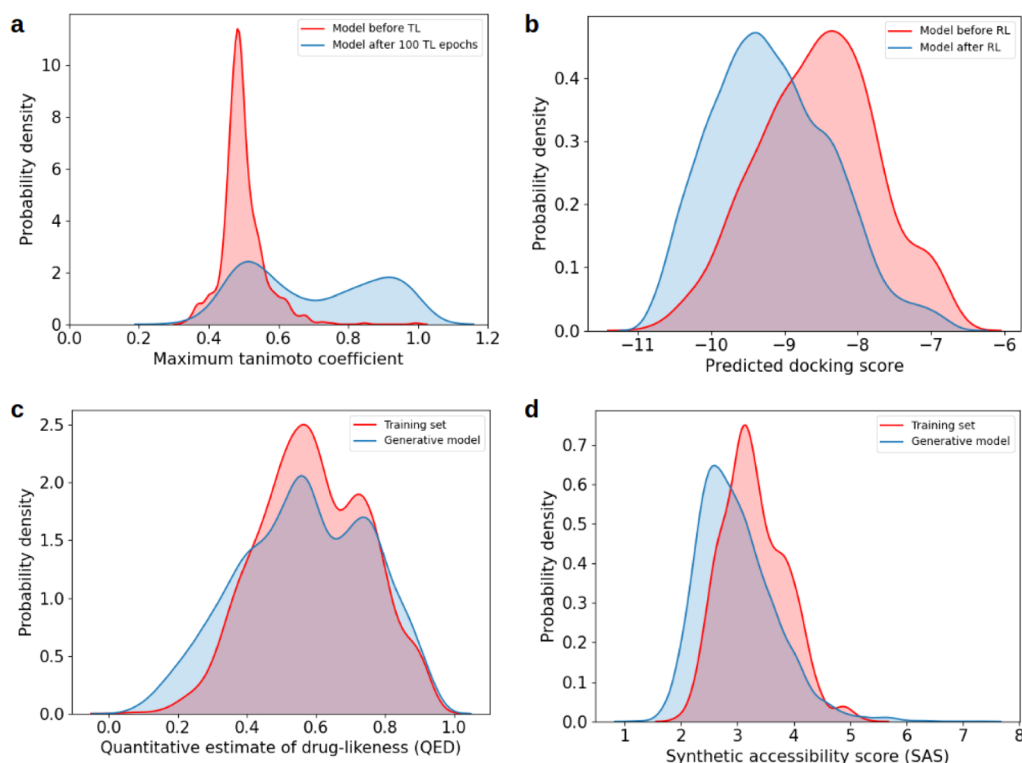 a
Model before TL
Model after 100 TL epochs
Probability density
10
8
6
4
2
0
0.0 0.2 0.4 0.6 0.8 1.0 1.2
Maximum tanimoto coefficient
b
Model before RL
Model after RL
Probability density
0.4
0.3
0.2
0.1
0.0
−11 −10 −9 −8 −7 −6
Predicted docking score
c
Training set
Generative model
Probability density
2.5
2.0
1.5
1.0
0.5
0.0
0.0 0.2 0.4 0.6 0.8 1.0
Quantitative estimate of drug-likeness (QED)
d
Training set
Generative model
Probability density
0.7
0.6
0.5
0.4
0.3
0.2
0.1
0.0
1 2 3 4 5 6 7 8
Synthetic accessibility score (SAS)